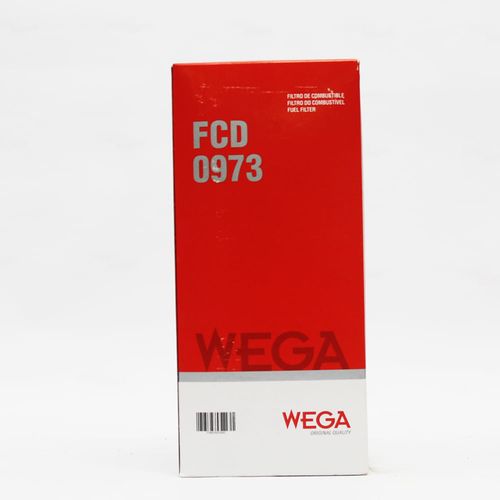 FILTRO DE COMBUSTIBLE
FILTRO DO COMBUSTÍVEL
FUEL FILTER
FCD
0973
WEGA
WEGA
ORIGINAL QUALITY